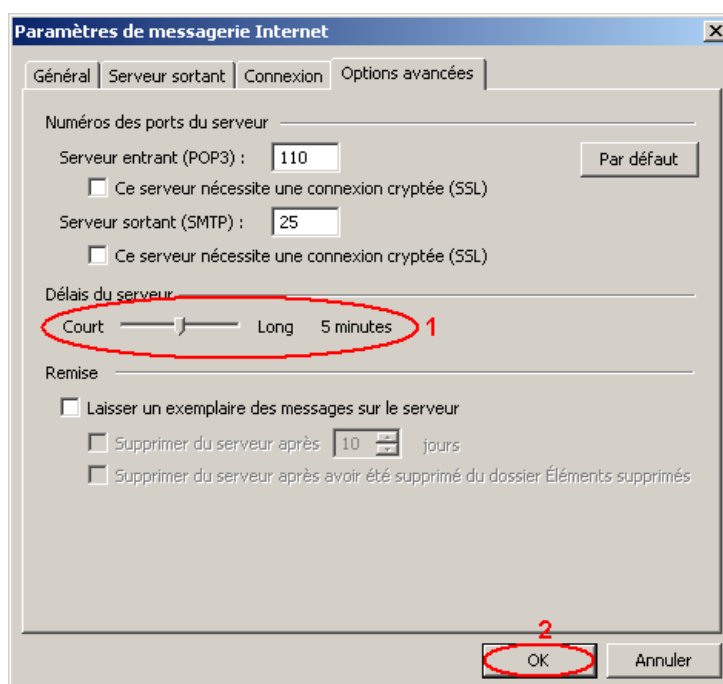 Paramètres de messagerie Internet
Général Serveur sortant Connexion Options avancées
Numéros des ports du serveur
Serveur entrant (POP3) : 110 Par défaut
Ce serveur nécessite une connexion cryptée (SSL)
Serveur sortant (SMTP) : 25
Ce serveur nécessite une connexion cryptée (SSL)
Délais du serveur
Court Long 5 minutes 1
Remise
Laisser un exemplaire des messages sur le serveur
Supprimer du serveur après 10 jours
Supprimer du serveur après avoir été supprimé du dossier Éléments supprimés
2
OK Annuler